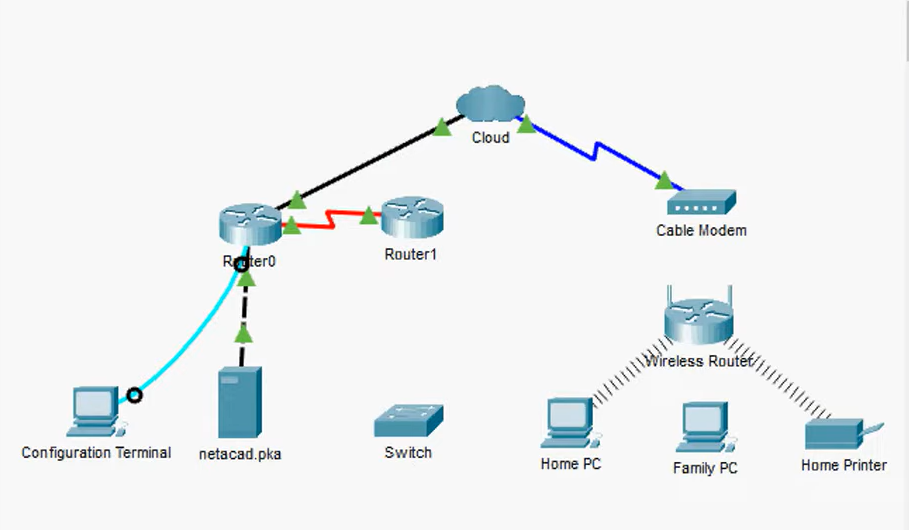 Cloud
Cable Modem
Router0
Router1
Wireless Router
Configuration Terminal
netacad.pka
Switch
Home PC
Family PC
Home Printer